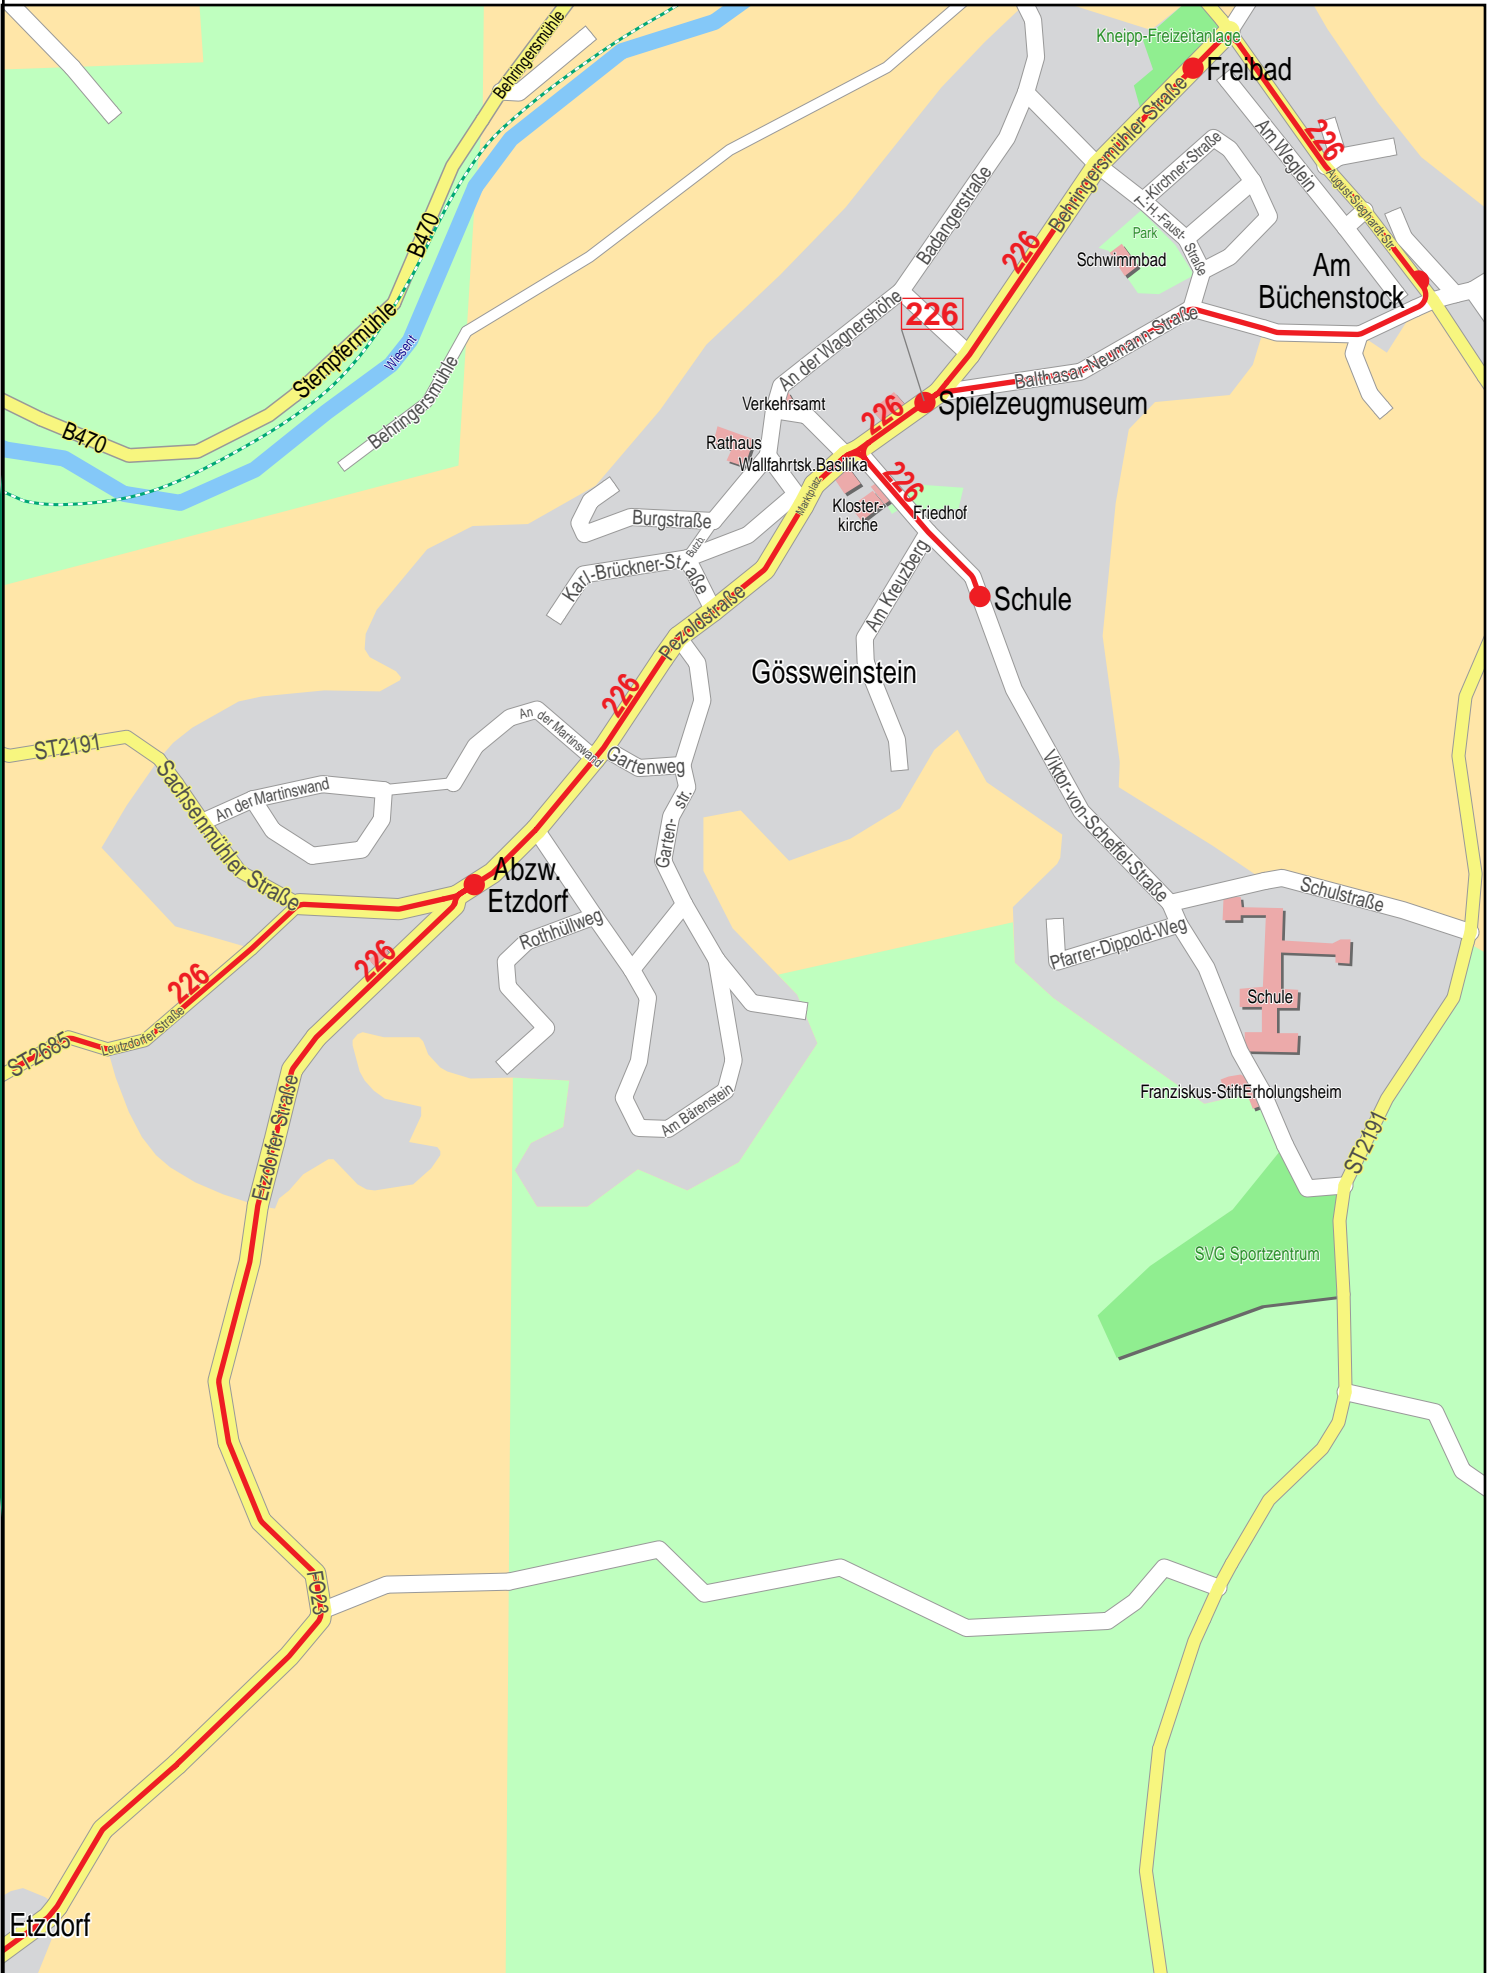 Kneipp-Freizeitanlage
Freibad
Behringersmühle
226
Am Weglein
T.-Kirchner-Straße
T.-H.-Faust-
Straße
August-Sieghardt-Str.
Behringersmühler Straße
Badangerstraße
Park
Schwimmbad
Am
Büchenstock
B470
226
Stempfermühle
Wiesent
226
An der Wagnershöhe
Balthasar-Neumann-Straße
Behringersmühle
Verkehrsamt
226
Spielzeugmuseum
B470
Rathaus
Wallfahrtsk.Basilika
226
Marktplatz
Kloster-
kirche
Friedhof
Burgstraße
Butzb.
Karl-Brückner-Straße
Am Kreuzberg
Schule
Pezoldstraße
Gössweinstein
226
An der Martinswand
ST2191
Gartenweg
Sachsenmühler Straße
An der Martinswand
Garten-
str.
Viktor-von-Scheffel-Straße
Abzw.
Etzdorf
Schulstraße
Rothhüllweg
Pfarrer-Dippold-Weg
226
226
Schule
Leutzdorfer Straße
ST2685
Etzdorfer Straße
Am Bärenstein
Franziskus-StiftErholungsheim
ST2191
SVG Sportzentrum
FO23
Etzdorf